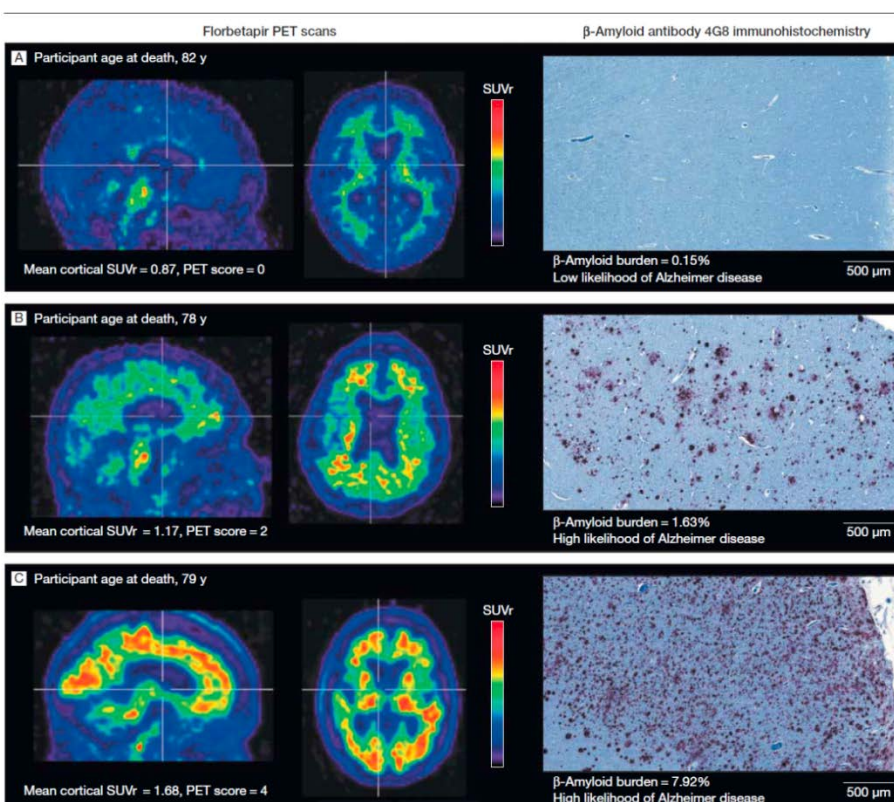 Florbetapir PET scans
β-Amyloid antibody 4G8 immunohistochemistry
A Participant age at death, 82 y
SUVr
Mean cortical SUVr = 0.87, PET score = 0
β-Amyloid burden = 0.15%
Low likelihood of Alzheimer disease
500 μm
B Participant age at death, 78 y
SUVr
Mean cortical SUVr = 1.17, PET score = 2
β-Amyloid burden = 1.63%
High likelihood of Alzheimer disease
500 μm
C Participant age at death, 79 y
SUVr
Mean cortical SUVr = 1.68, PET score = 4
β-Amyloid burden = 7.92%
High likelihood of Alzheimer disease
500 μm